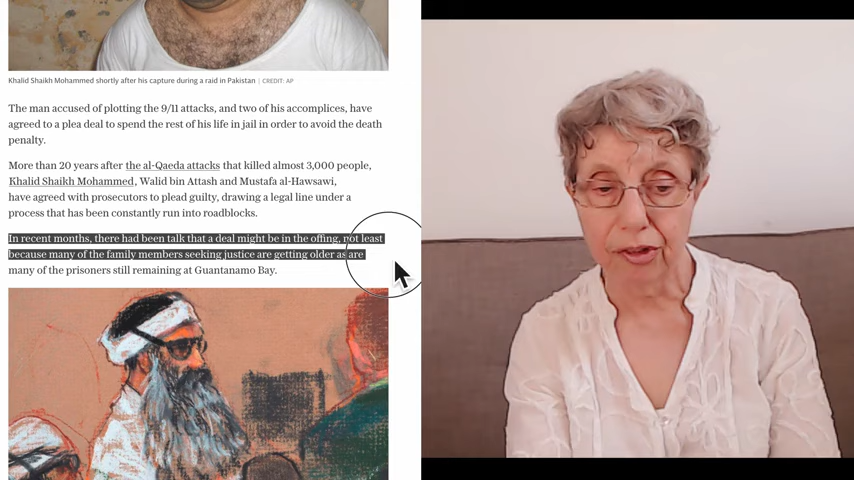 Khalid Shaikh Mohammed shortly after his capture during a raid in Pakistan | CREDIT: AP
The man accused of plotting the 9/11 attacks, and two of his accomplices, have
agreed to a plea deal to spend the rest of his life in jail in order to avoid the death
penalty.
More than 20 years after the al-Qaeda attacks that killed almost 3,000 people,
Khalid Shaikh Mohammed, Walid bin Attash and Mustafa al-Hawsawi,
have agreed with prosecutors to plead guilty, drawing a legal line under a
process that has been constantly run into roadblocks.
In recent months, there had been talk that a deal might be in the offing, not least
because many of the family members seeking justice are getting older as are
many of the prisoners still remaining at Guantanamo Bay.